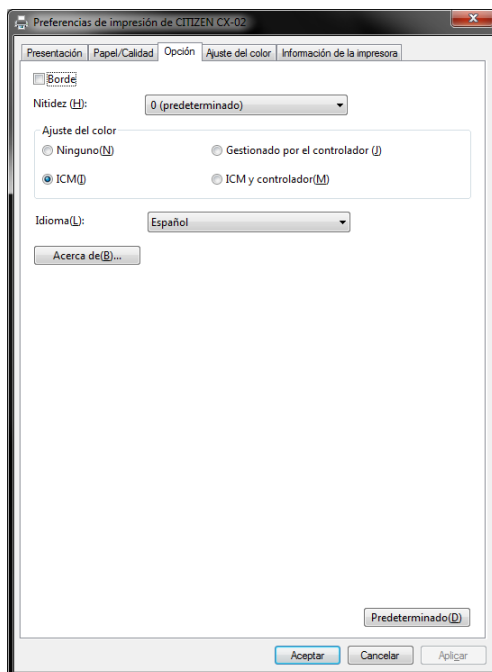 Preferencias de impresión de CITIZEN CX-02
Presentación Papel/Calidad Opción Ajuste del color Información de la impresora
Borde
Nitidez (H): 0 (predeterminado)
Ajuste del color
Ninguno(N) Gestionado por el controlador (J)
ICM(I) ICM y controlador(M)
Idioma(L): Español
Acerca de(B)...
Predeterminado(D)
Aceptar Cancelar Aplicar